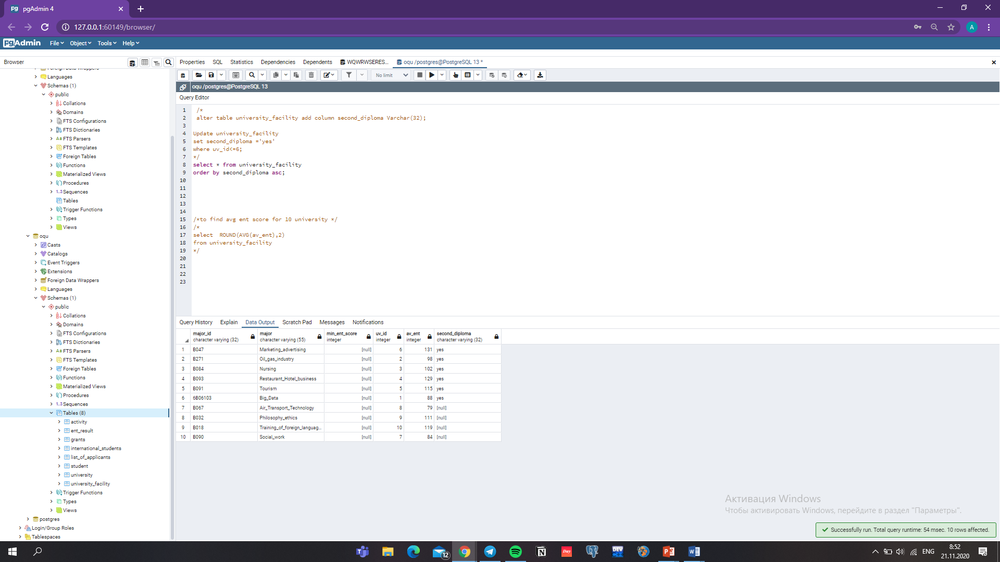 pgAdmin 4
127.0.0.1:60149/browser/
A
pgAdmin File Object Tools Help
Browser
Properties SQL Statistics Dependencies Dependents WQWRWSERES... oqu /postgres@PostgreSQL 13 *
No limit
oqu /postgres@PostgreSQL 13
Query Editor
Foreign Data Wrappers
Languages
Schemas (1)
public
Collations
Domains
FTS Configurations
FTS Dictionaries
FTS Parsers
FTS Templates
Foreign Tables
Functions
Materialized Views
Procedures
Sequences
Tables
Trigger Functions
Types
Views
oqu
Casts
Catalogs
Event Triggers
Extensions
Foreign Data Wrappers
Languages
Schemas (1)
public
Collations
Domains
FTS Configurations
FTS Dictionaries
FTS Parsers
FTS Templates
Foreign Tables
Functions
Materialized Views
Procedures
Sequences
Tables (8)
activity
ent_result
grants
international_students
list_of_applicants
student
university
university_facility
Trigger Functions
Types
Views
postgres
Login/Group Roles
Tablespaces
1 /*
2 alter table university_facility add column second_diploma Varchar(32);
3
4 Update university_facility
5 set second_diploma ='yes'
6 where uv_id<=6;
7 */
8 select * from university_facility
9 order by second_diploma asc;
10
11
12
13
14
15 /*to find avg ent score for 10 university */
16 /*
17 select  ROUND(AVG(av_ent),2)
18 from university_facility
19 */
20
21
22
23
Query History Explain Data Output Scratch Pad Messages Notifications
major_id major min_ent_score uv_id av_ent second_diploma
character varying (32) character varying (55) integer integer integer character varying (32)
1 B047 Marketing_advertising [null] 6 131 yes
2 B271 Oil_gas_industry [null] 2 98 yes
3 B084 Nursing [null] 3 102 yes
4 B093 Restaurant_Hotel_business [null] 4 129 yes
5 B091 Tourism [null] 5 115 yes
6 6B06103 Big_Data [null] 1 88 yes
7 B067 Air_Transport_Technology [null] 8 79 [null]
8 B032 Philosophy_ethics [null] 9 111 [null]
9 B018 Training_of_foreign_languag... [null] 10 119 [null]
10 B090 Social_work [null] 7 84 [null]
Активация Windows
Чтобы активировать Windows, перейдите в раздел "Параметры".
Successfully run. Total query runtime: 54 msec. 10 rows affected.
12
Day
DEV
ENG
8:52
21.11.2020